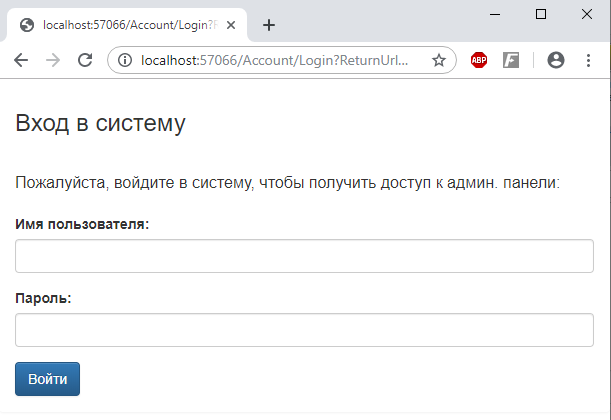 localhost:57066/Account/Login?R
localhost:57066/Account/Login?ReturnUrl...
ABP
F
Вход в систему
Пожалуйста, войдите в систему, чтобы получить доступ к админ. панели:
Имя пользователя:
Пароль:
Войти